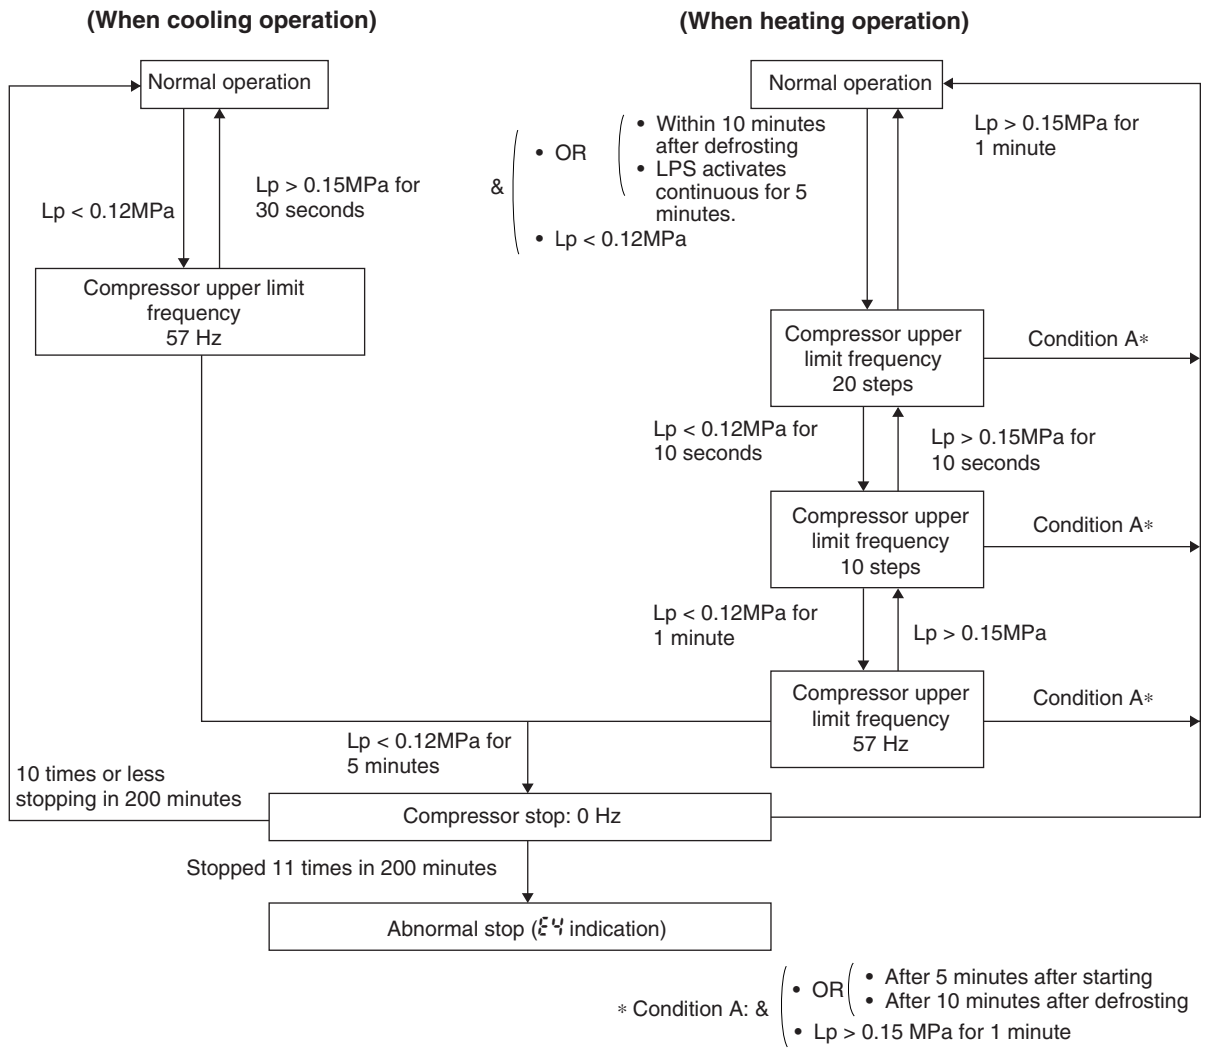 (When cooling operation)
Normal operation
Lp < 0.12MPa
Lp > 0.15MPa for
30 seconds
Compressor upper limit
frequency
57 Hz
(When heating operation)
Normal operation
&
• OR
• Within 10 minutes
after defrosting
• LPS activates
continuous for 5
minutes.
• Lp < 0.12MPa
Lp > 0.15MPa for
1 minute
Compressor upper
limit frequency
20 steps
Condition A*
Lp < 0.12MPa for
10 seconds
Lp > 0.15MPa for
10 seconds
Compressor upper
limit frequency
10 steps
Condition A*
Lp < 0.12MPa for
1 minute
Lp > 0.15MPa
Compressor upper
limit frequency
57 Hz
Condition A*
Lp < 0.12MPa for
5 minutes
10 times or less
stopping in 200 minutes
Compressor stop: 0 Hz
Stopped 11 times in 200 minutes
Abnormal stop (E4 indication)
* Condition A: &
• OR
• After 5 minutes after starting
• After 10 minutes after defrosting
• Lp > 0.15 MPa for 1 minute